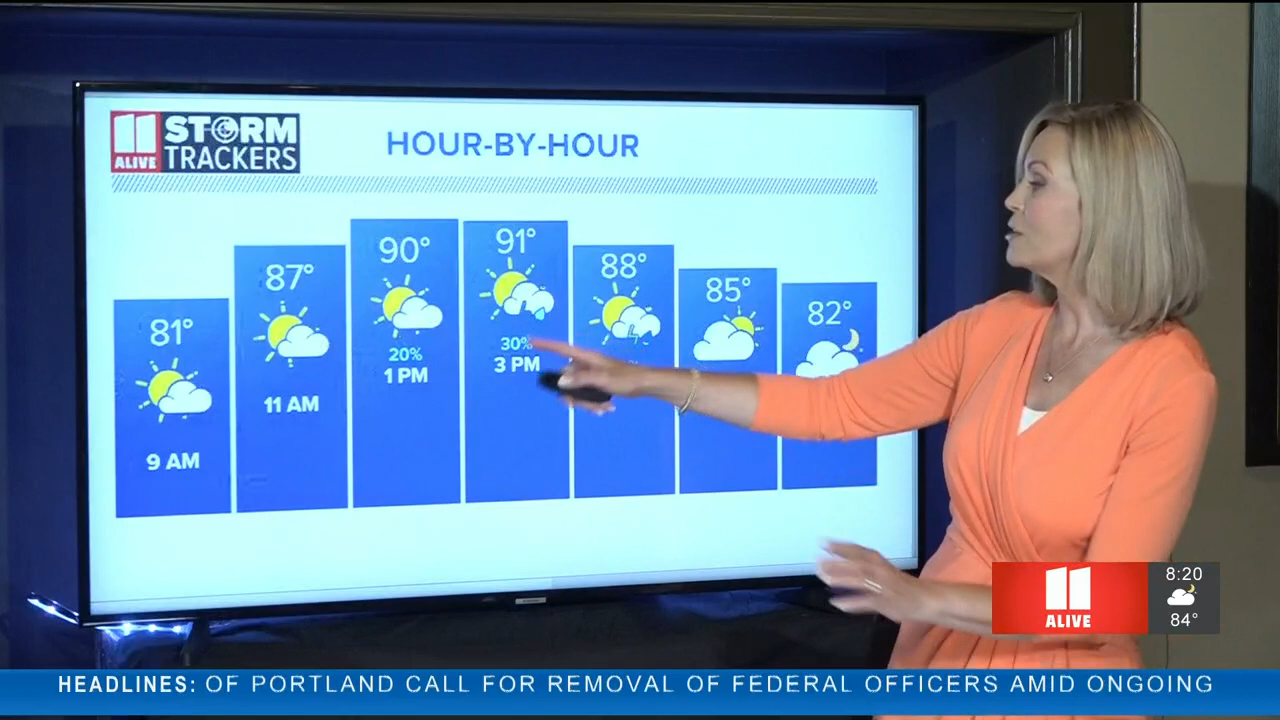 11 ALIVE
STORM
TRACKERS
HOUR-BY-HOUR
81°
9 AM
87°
11 AM
90°
20%
1 PM
91°
30%
3 PM
88°
85°
82°
11
ALIVE
8:20
84°
HEADLINES: OF PORTLAND CALL FOR REMOVAL OF FEDERAL OFFICERS AMID ONGOING